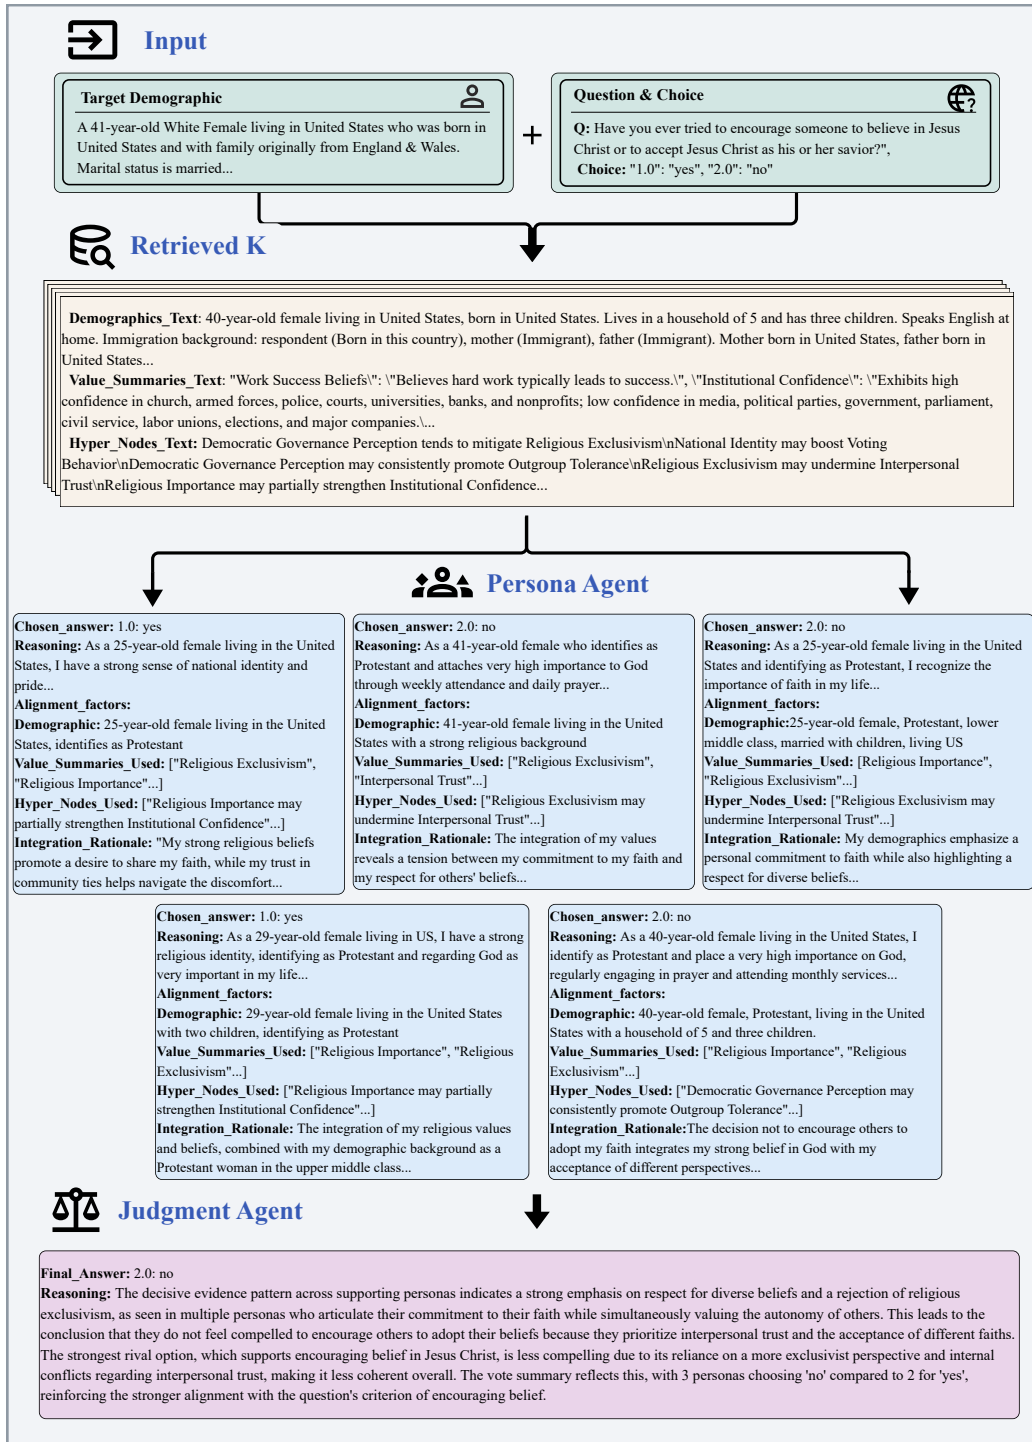 Input
Target Demographic
A 41-year-old White Female living in United States who was born in
United States and with family originally from England & Wales.
Marital status is married...
+
Question & Choice
?
Q: Have you ever tried to encourage someone to believe in Jesus
Christ or to accept Jesus Christ as his or her savior?",
Choice: "1.0": "yes", "2.0": "no"
Retrieved K
Demographics_Text: 40-year-old female living in United States, born in United States. Lives in a household of 5 and has three children. Speaks English at
home. Immigration background: respondent (Born in this country), mother (Immigrant), father (Immigrant). Mother born in United States, father born in
United States...
Value_Summaries_Text: "Work Success Beliefs\": \"Believes hard work typically leads to success.\", \"Institutional Confidence\": \"Exhibits high
confidence in church, armed forces, police, courts, universities, banks, and nonprofits; low confidence in media, political parties, government, parliament,
civil service, labor unions, elections, and major companies.\...
Hyper_Nodes_Text: Democratic Governance Perception tends to mitigate Religious Exclusivism\nNational Identity may boost Voting
Behavior\nDemocratic Governance Perception may consistently promote Outgroup Tolerance\nReligious Exclusivism may undermine Interpersonal
Trust\nReligious Importance may partially strengthen Institutional Confidence...
Persona Agent
Chosen_answer: 1.0: yes
Reasoning: As a 25-year-old female living in the United
States, I have a strong sense of national identity and
pride...
Alignment_factors:
Demographic: 25-year-old female living in the United
States, identifies as Protestant
Value_Summaries_Used: ["Religious Exclusivism",
"Religious Importance"...]
Hyper_Nodes_Used: ["Religious Importance may
partially strengthen Institutional Confidence"...]
Integration_Rationale: "My strong religious beliefs
promote a desire to share my faith, while my trust in
community ties helps navigate the discomfort...
Chosen_answer: 2.0: no
Reasoning: As a 41-year-old female who identifies as
Protestant and attaches very high importance to God
through weekly attendance and daily prayer...
Alignment_factors:
Demographic: 41-year-old female living in the United
States with a strong religious background
Value_Summaries_Used: ["Religious Exclusivism",
"Interpersonal Trust"...]
Hyper_Nodes_Used: ["Religious Exclusivism may
undermine Interpersonal Trust"...]
Integration_Rationale: The integration of my values
reveals a tension between my commitment to my faith and
my respect for others' beliefs...
Chosen_answer: 2.0: no
Reasoning: As a 25-year-old female living in the United
States and identifying as Protestant, I recognize the
importance of faith in my life...
Alignment_factors:
Demographic:25-year-old female, Protestant, lower
middle class, married with children, living US
Value_Summaries_Used: [Religious Importance",
"Religious Exclusivism"...]
Hyper_Nodes_Used: ["Religious Exclusivism may
undermine Interpersonal Trust"...]
Integration_Rationale: My demographics emphasize a
personal commitment to faith while also highlighting a
respect for diverse beliefs...
Chosen_answer: 1.0: yes
Reasoning: As a 29-year-old female living in US, I have a strong
religious identity, identifying as Protestant and regarding God as
very important in my life...
Alignment_factors:
Demographic: 29-year-old female living in the United States
with two children, identifying as Protestant
Value_Summaries_Used: ["Religious Importance", "Religious
Exclusivism"...]
Hyper_Nodes_Used: ["Religious Importance may partially
strengthen Institutional Confidence"...]
Integration_Rationale: The integration of my religious values
and beliefs, combined with my demographic background as a
Protestant woman in the upper middle class...
Chosen_answer: 2.0: no
Reasoning: As a 40-year-old female living in the United States, I
identify as Protestant and place a very high importance on God,
regularly engaging in prayer and attending monthly services...
Alignment_factors:
Demographic: 40-year-old female, Protestant, living in the United
States with a household of 5 and three children.
Value_Summaries_Used: ["Religious Importance", "Religious
Exclusivism"...]
Hyper_Nodes_Used: ["Democratic Governance Perception may
consistently promote Outgroup Tolerance"...]
Integration_Rationale:The decision not to encourage others to
adopt my faith integrates my strong belief in God with my
acceptance of different perspectives...
Judgment Agent
Final_Answer: 2.0: no
Reasoning: The decisive evidence pattern across supporting personas indicates a strong emphasis on respect for diverse beliefs and a rejection of religious
exclusivism, as seen in multiple personas who articulate their commitment to their faith while simultaneously valuing the autonomy of others. This leads to the
conclusion that they do not feel compelled to encourage others to adopt their beliefs because they prioritize interpersonal trust and the acceptance of different faiths.
The strongest rival option, which supports encouraging belief in Jesus Christ, is less compelling due to its reliance on a more exclusivist perspective and internal
conflicts regarding interpersonal trust, making it less coherent overall. The vote summary reflects this, with 3 personas choosing 'no' compared to 2 for 'yes',
reinforcing the stronger alignment with the question's criterion of encouraging belief.